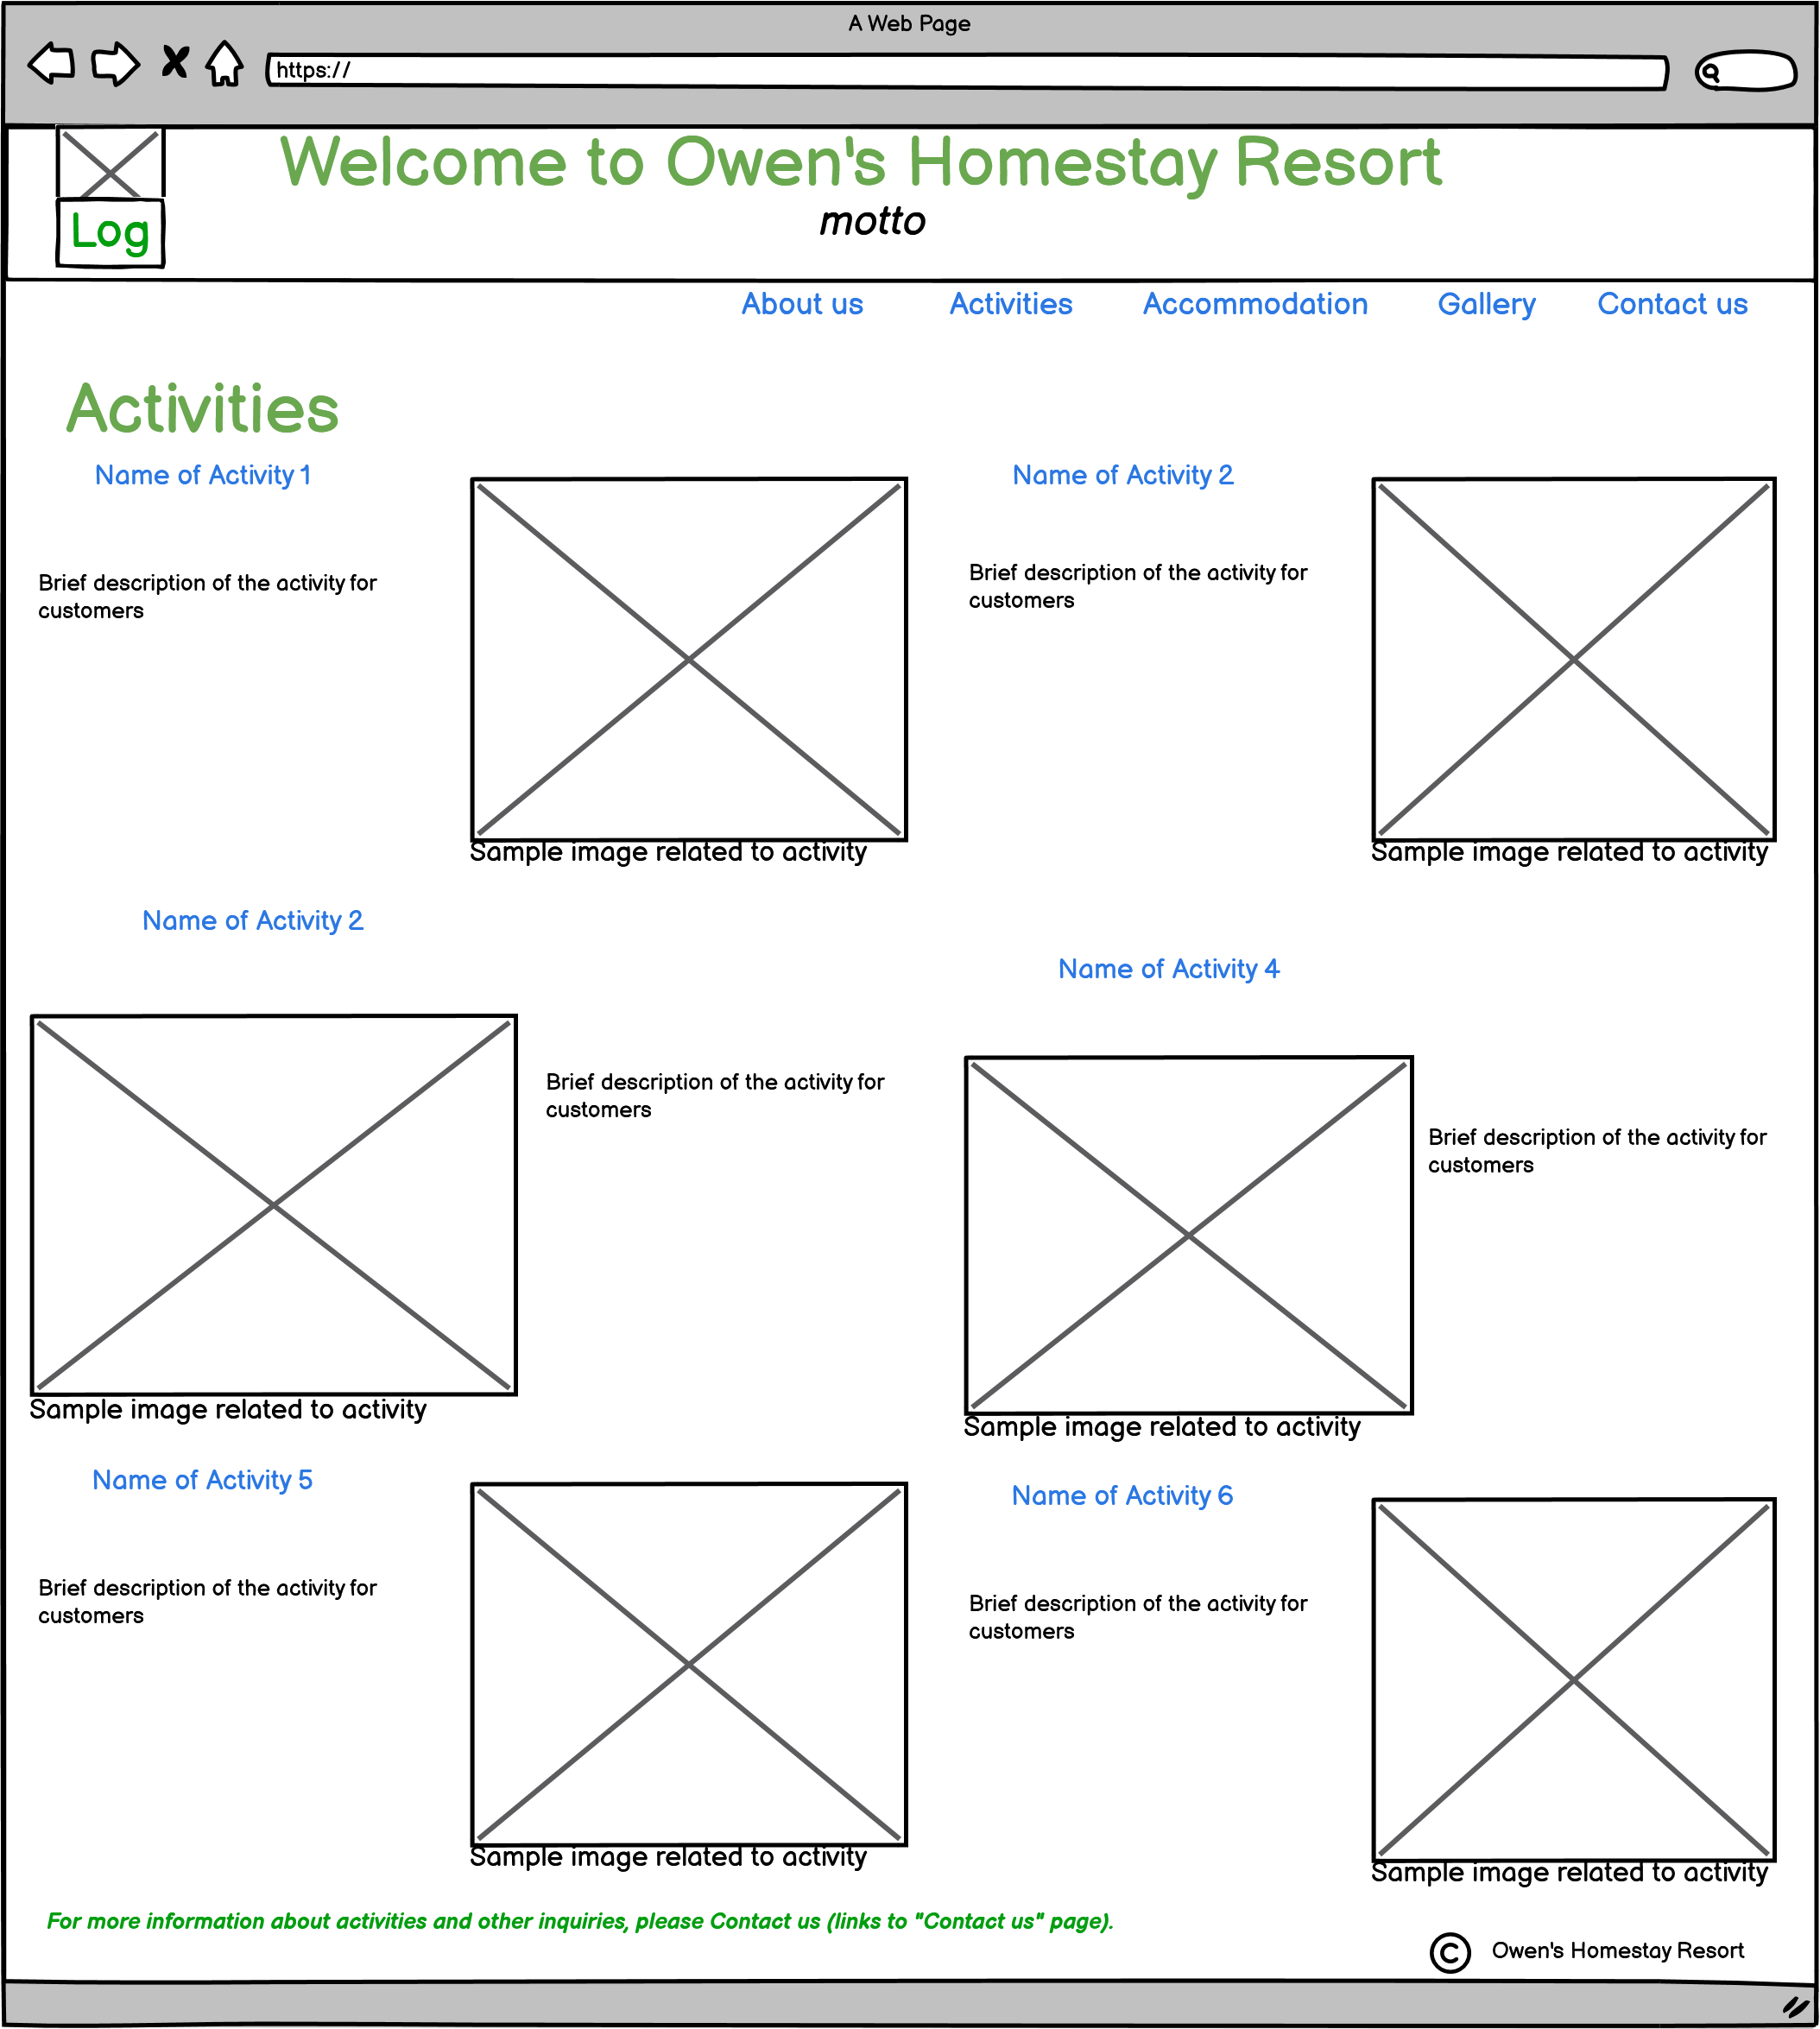 A Web Page
https://
Welcome to Owen's Homestay Resort
motto
Log
About us Activities Accommodation Gallery Contact us
Activities
Name of Activity 1
Brief description of the activity for
customers
Sample image related to activity
Name of Activity 2
Brief description of the activity for
customers
Sample image related to activity
Name of Activity 2
Brief description of the activity for
customers
Sample image related to activity
Name of Activity 4
Brief description of the activity for
customers
Sample image related to activity
Name of Activity 5
Brief description of the activity for
customers
Sample image related to activity
Name of Activity 6
Brief description of the activity for
customers
Sample image related to activity
For more information about activities and other inquiries, please Contact us (links to "Contact us" page).
© Owen's Homestay Resort